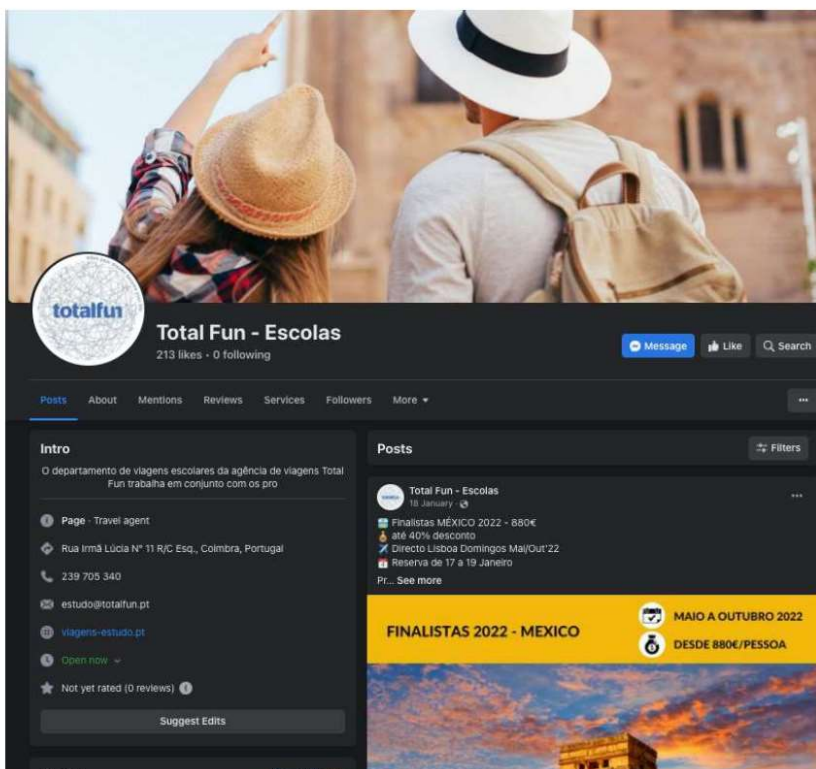 totalfun
Total Fun - Escolas
213 likes • 0 following
Message
Like
Search
Posts
About
Mentions
Reviews
Services
Followers
More
Intro
O departamento de viagens escolares da agência de viagens Total
Fun trabalha em conjunto com os pro
Page · Travel agent
Rua Irmã Lúcia Nº 11 R/C Esq., Coimbra, Portugal
239 705 340
estudo@totalfun.pt
viagens-estudo.pt
Open now
Not yet rated (0 reviews)
Suggest Edits
Posts
Filters
Total Fun - Escolas
18 January ·
Finalistas MÉXICO 2022 - 880€
até 40% desconto
Directo Lisboa Domingos Mai/Out'22
Reserva de 17 a 19 Janeiro
Pr... See more
FINALISTAS 2022 - MEXICO
MAIO A OUTUBRO 2022
DESDE 880€/PESSOA